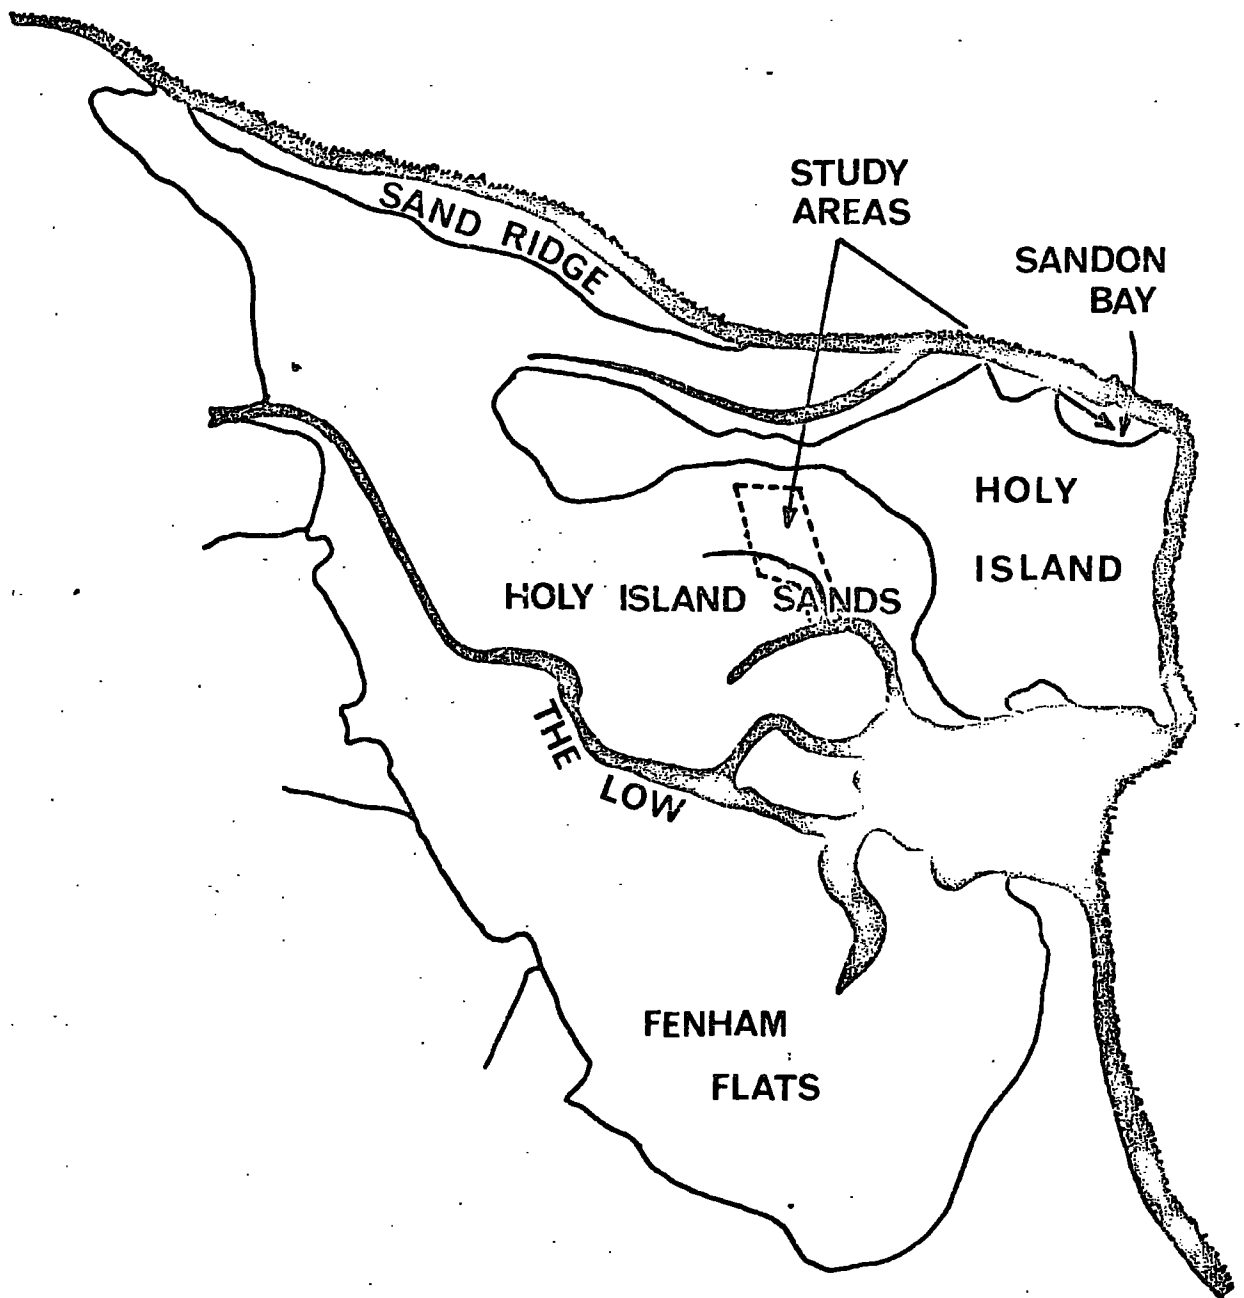 STUDY
AREAS
SANDON
BAY
SAND RIDGE
HOLY
ISLAND
HOLY ISLAND SANDS
THE LOW
FENHAM
FLATS